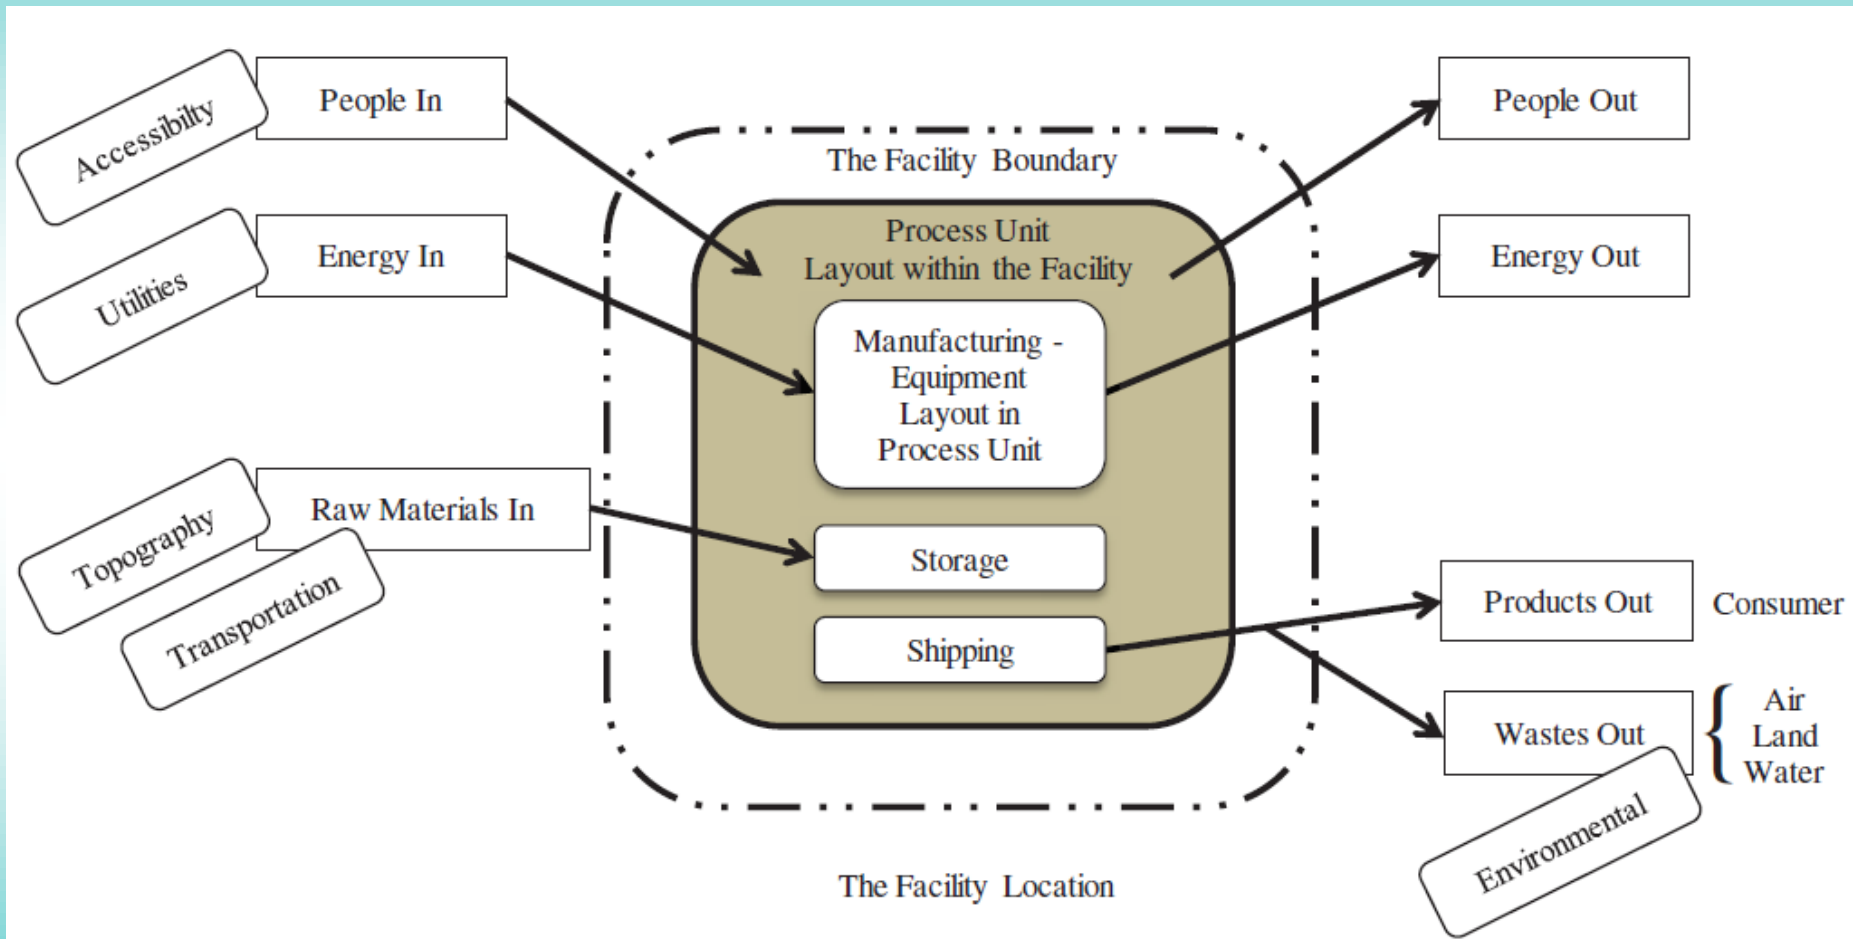 Accessibilty
People In
Utilities
Energy In
Topography
Raw Materials In
Transportation
The Facility Boundary
Process Unit
Layout within the Facility
Manufacturing -
Equipment
Layout in
Process Unit
Storage
Shipping
People Out
Energy Out
Products Out
Consumer
Wastes Out
Air
Land
Water
Environmental
The Facility Location